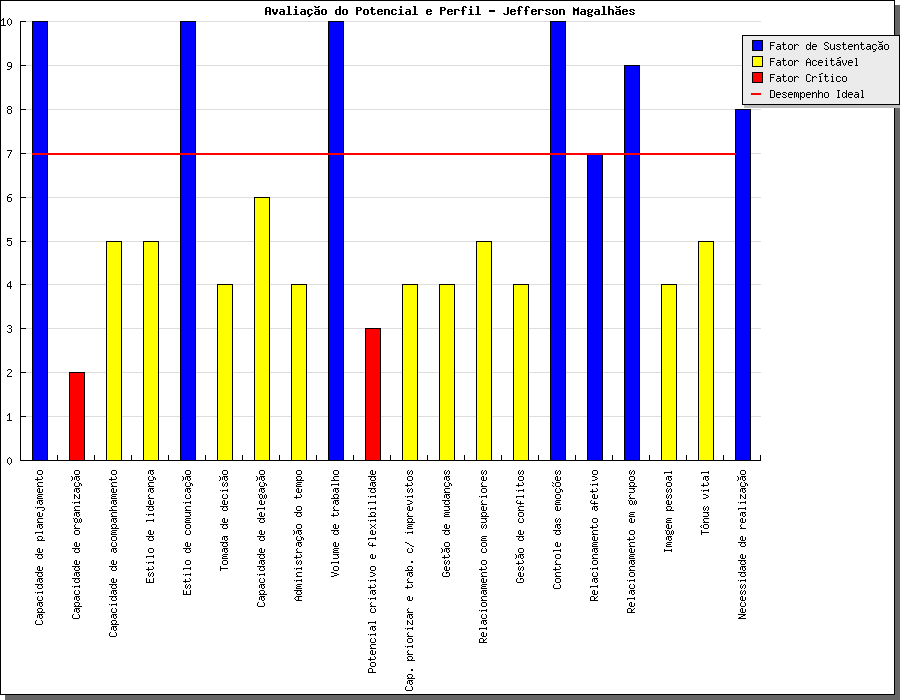 Avaliação do Potencial e Perfil - Jefferson Magalhães
10
9
8
7
6
5
4
3
2
1
0
Fator de Sustentação
Fator Aceitável
Fator Crítico
Desempenho Ideal
Capacidade de planejamento
Capacidade de organização
Capacidade de acompanhamento
Estilo de liderança
Estilo de comunicação
Tomada de decisão
Capacidade de delegação
Administração do tempo
Volume de trabalho
Potencial criativo e flexibilidade
Cap. priorizar e trab. c/ imprevistos
Gestão de mudanças
Relacionamento com superiores
Gestão de conflitos
Controle das emoções
Relacionamento afetivo
Relacionamento em grupos
Imagem pessoal
Tônus vital
Necessidade de realização